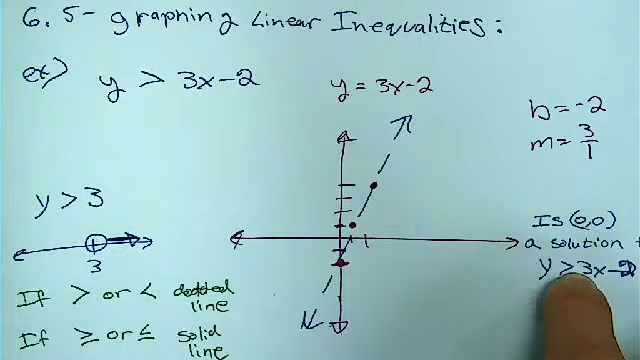 6.5- graphing Linear Inequalities:
ex) y > 3x-2
y = 3x-2
b = -2
m = 3/1
y > 3
3
1
Is (0,0)
a solution
y > 3x-2
If > or < dotted line
If ≥ or ≤ solid line